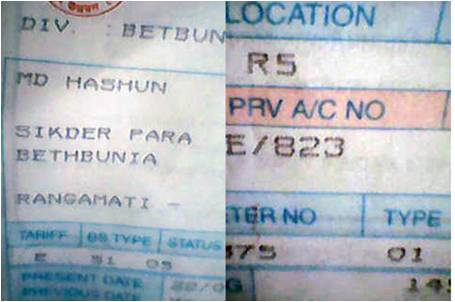 DIV. : BETBUN
MD HASHUN
SIKDER PARA
BETHBUNIA
RANGAMATI -
TARIFF BS TYPE STATUS
E 51 05
PRESENT DATE
PREVIOUS DATE
LOCATION
RS
PRV A/C NO
E/823
TER NO TYPE
375 01